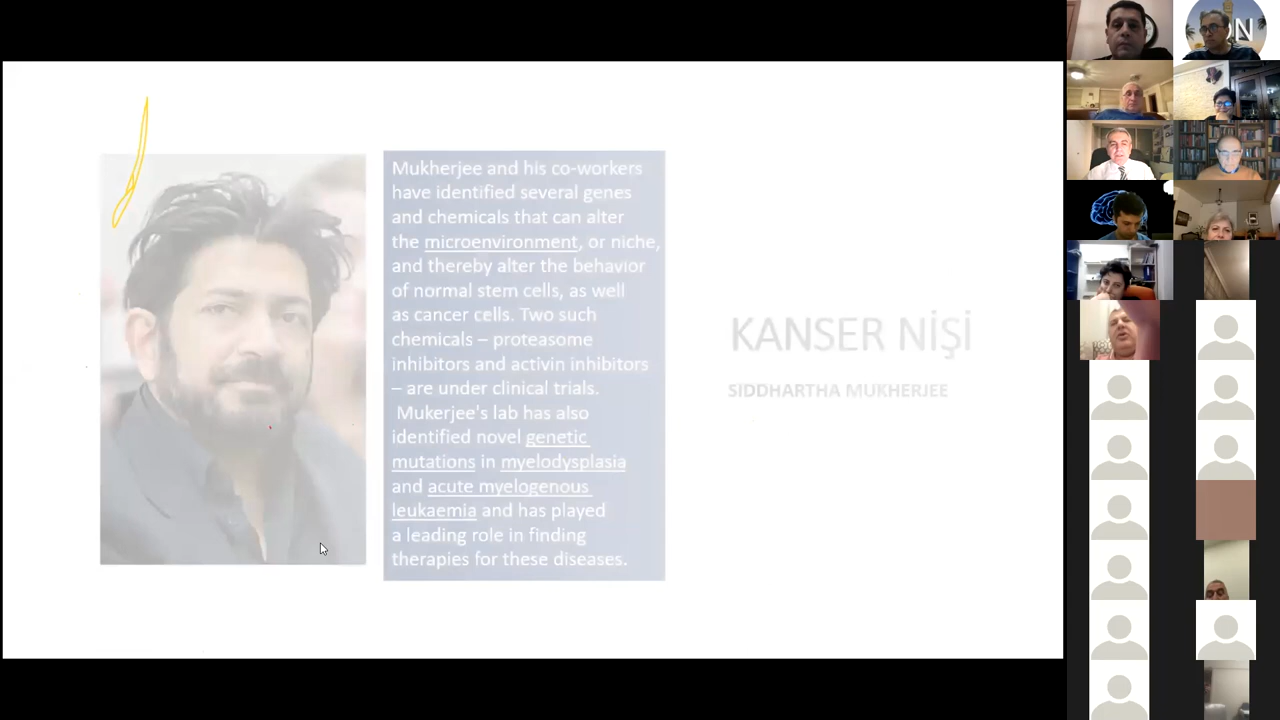 Mukherjee and his co-workers
have identified several genes
and chemicals that can alter
the microenvironment, or niche,
and thereby alter the behavior
of normal stem cells, as well
as cancer cells. Two such
chemicals – proteasome
inhibitors and activin inhibitors
– are under clinical trials.
Mukerjee's lab has also
identified novel genetic
mutations in myelodysplasia
and acute myelogenous
leukaemia and has played
a leading role in finding
therapies for these diseases.
KANSER NİŞİ
SIDDHARTHA MUKHERJEE